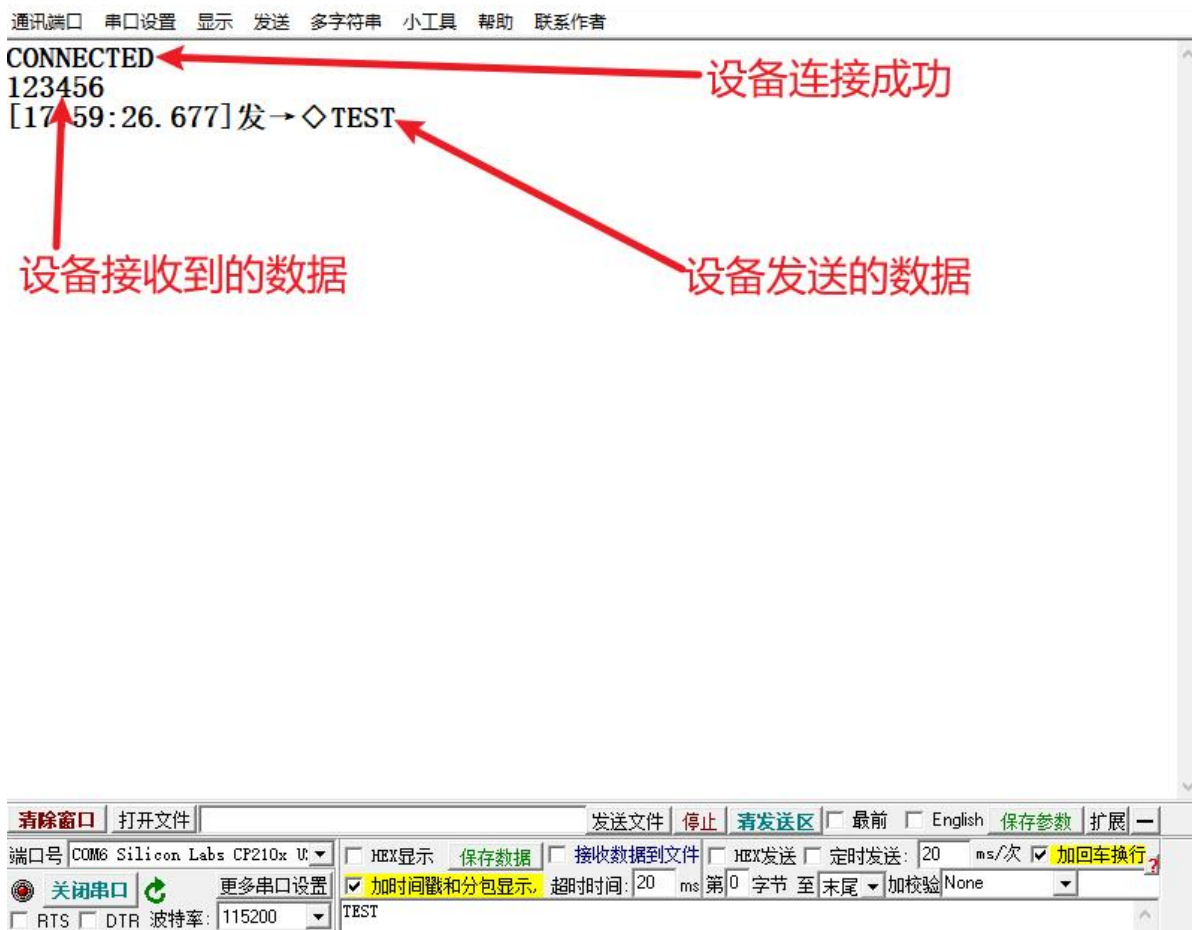 通讯端口 串口设置 显示 发送 多字符串 小工具 帮助 联系作者
CONNECTED
设备连接成功
123456
[17:59:26.677]发→◇TEST
设备接收到的数据
设备发送的数据
清除窗口 打开文件 发送文件 停止 清发送区 最前 English 保存参数 扩展 —
端口号 COM6 Silicon Labs CP210x HEX显示 保存数据 接收数据到文件 HEX发送 定时发送: 20 ms/次 加回车换行 ?
关闭串口 更多串口设置 加时间戳和分包显示, 超时时间: 20 ms 第0 字节 至 末尾 加校验 None
RTS DTR 波特率: 115200 TEST